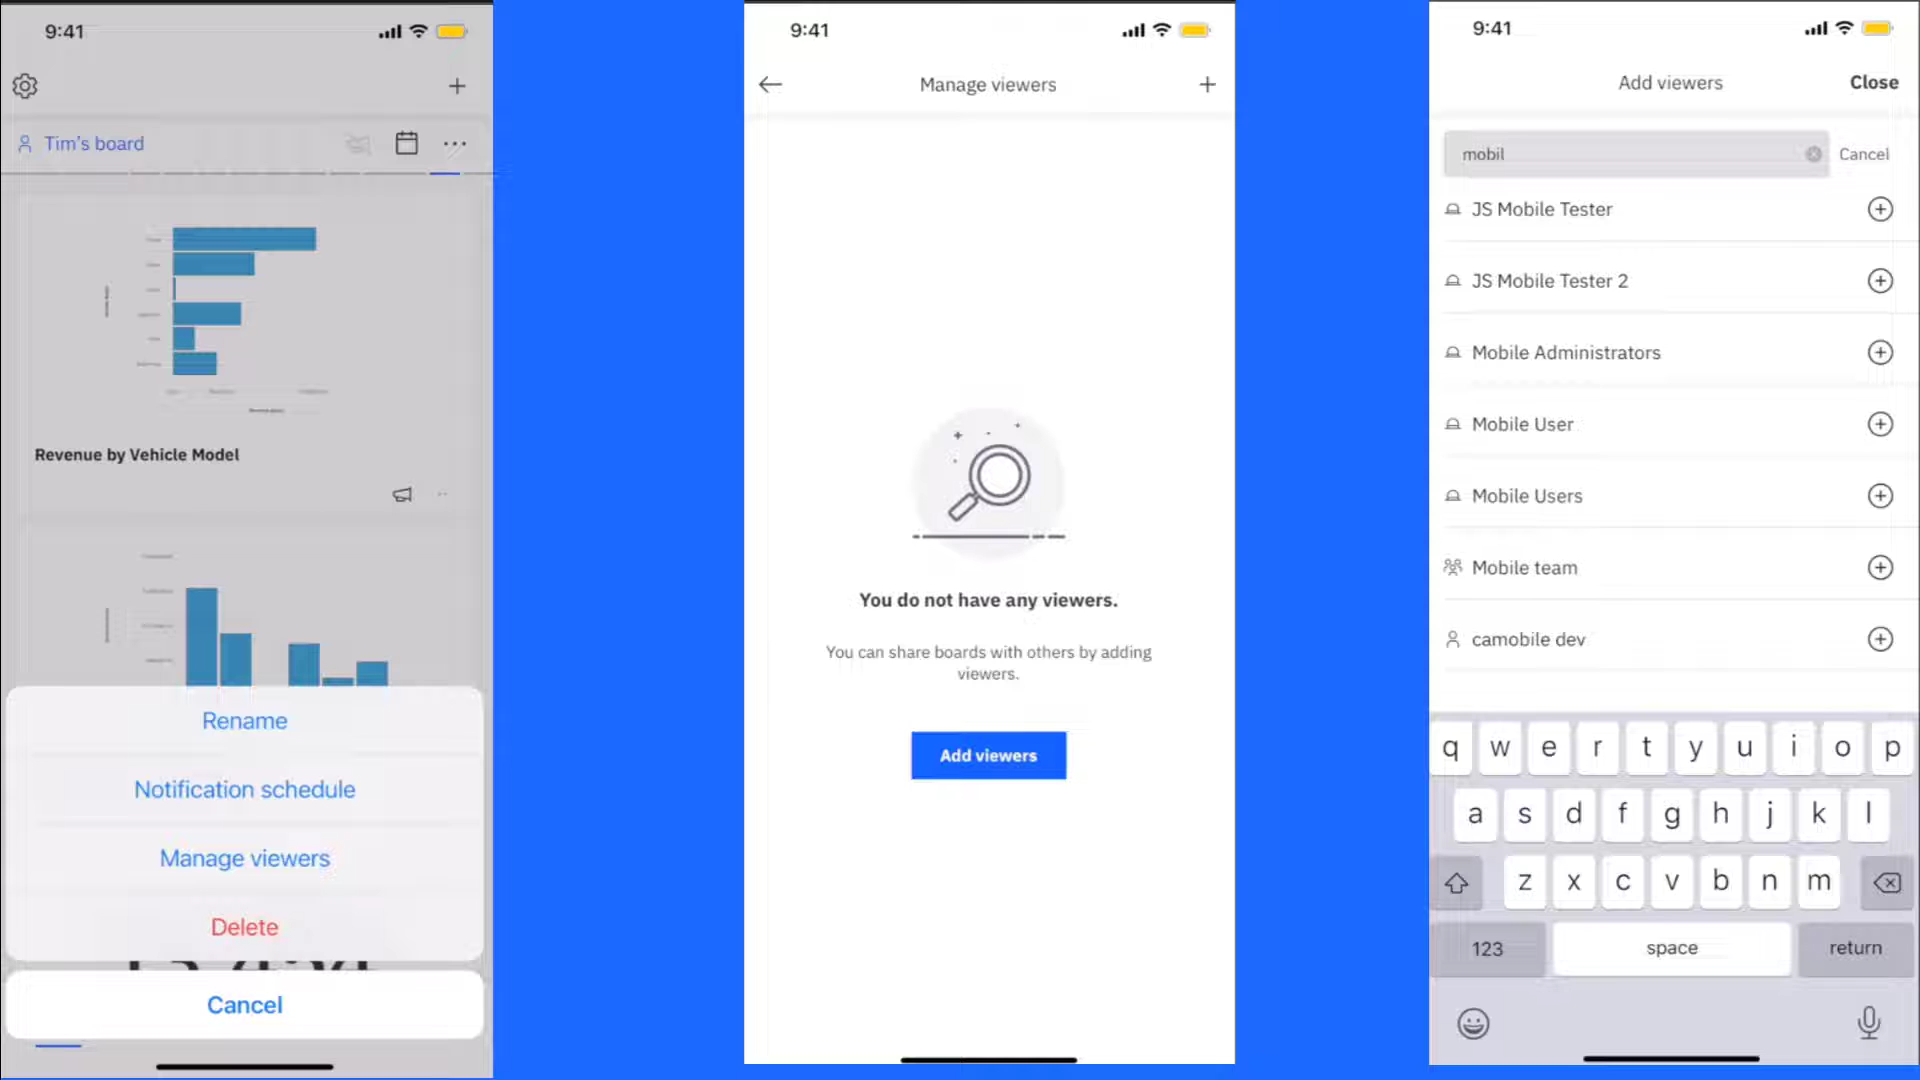 9:41
Tim's board
Revenue by Vehicle Model
Rename
Notification schedule
Manage viewers
Delete
Cancel
9:41
Manage viewers
You do not have any viewers.
You can share boards with others by adding
viewers.
Add viewers
9:41
Add viewers Close
mobil Cancel
JS Mobile Tester
JS Mobile Tester 2
Mobile Administrators
Mobile User
Mobile Users
Mobile team
camobile dev
q w e r t y u i o p
a s d f g h j k l
z x c v b n m
123 space return